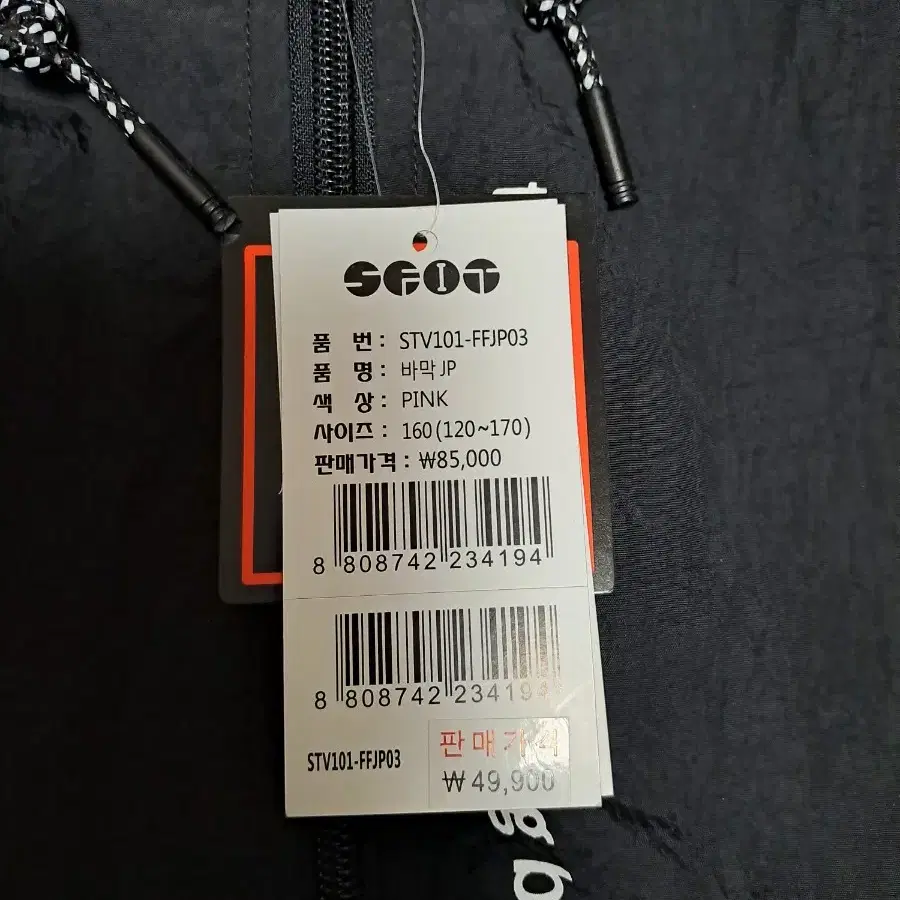 SFIT
품 번 : STV101-FFJP03
품 명 : 바막 JP
색 상 : PINK
사이즈 : 160(120~170)
판매가격 : ₩85,000
8 808742 234194
8 808742 234194
STV101-FFJP03
판매가격
₩ 49,900